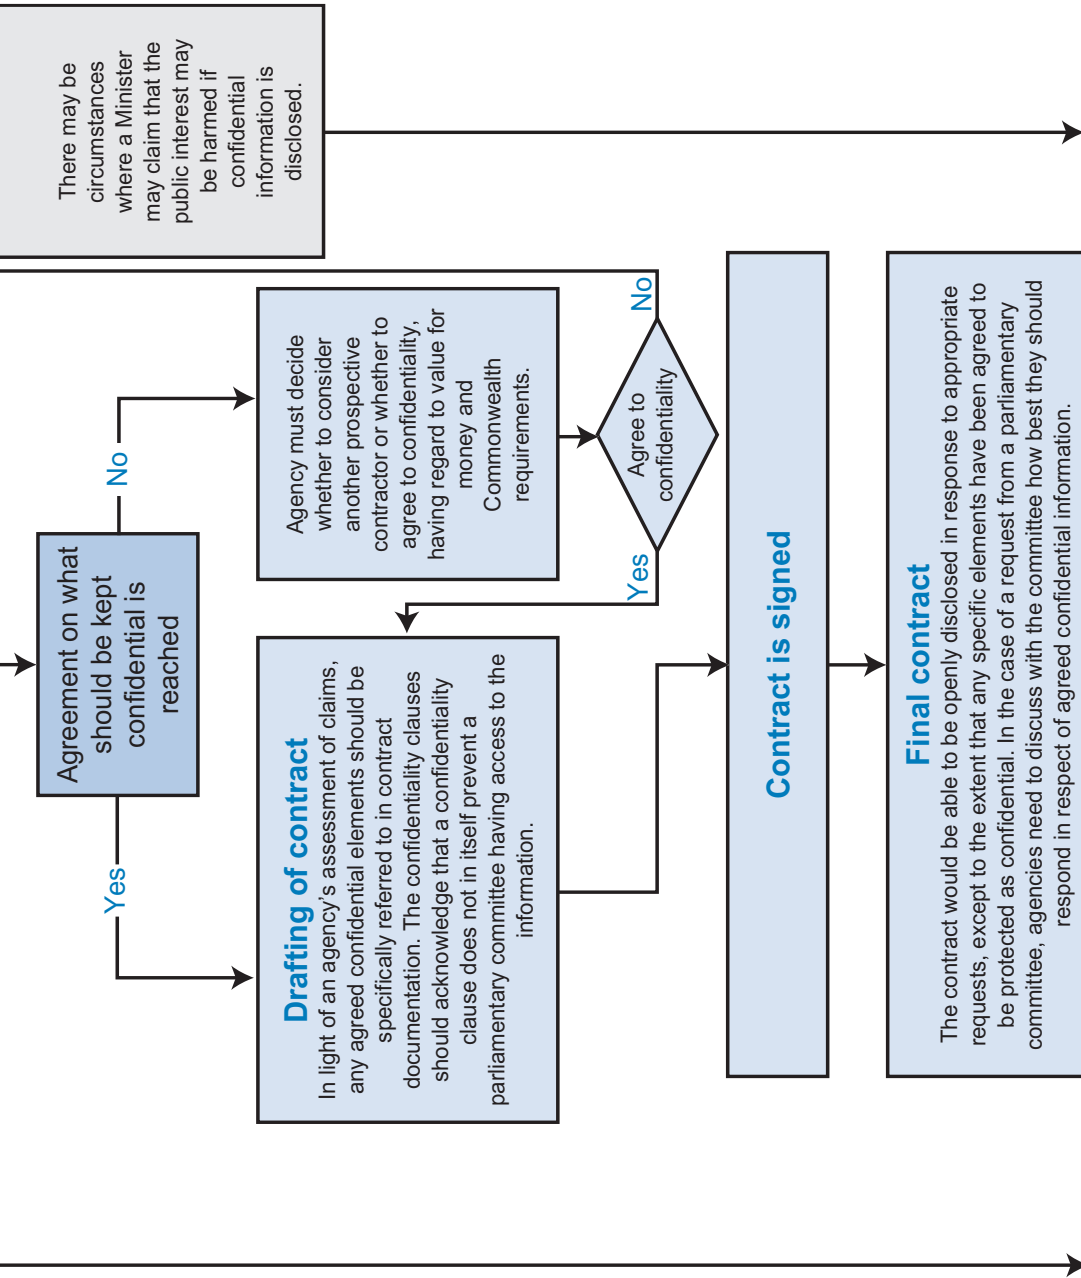 There may be
circumstances
where a Minister
may claim that the
public interest may
be harmed if
confidential
information is
disclosed.
Agreement on what
should be kept
confidential is
reached
No
Yes
Agency must decide
whether to consider
another prospective
contractor or whether to
agree to confidentiality,
having regard to value for
money and
Commonwealth
requirements.
Agree to
confidentiality
No
Yes
Drafting of contract
In light of an agency’s assessment of claims,
any agreed confidential elements should be
specifically referred to in contract
documentation. The confidentiality clauses
should acknowledge that a confidentiality
clause does not in itself prevent a
parliamentary committee having access to the
information.
Contract is signed
Final contract
The contract would be able to be openly disclosed in response to appropriate
requests, except to the extent that any specific elements have been agreed to
be protected as confidential. In the case of a request from a parliamentary
committee, agencies need to discuss with the committee how best they should
respond in respect of agreed confidential information.